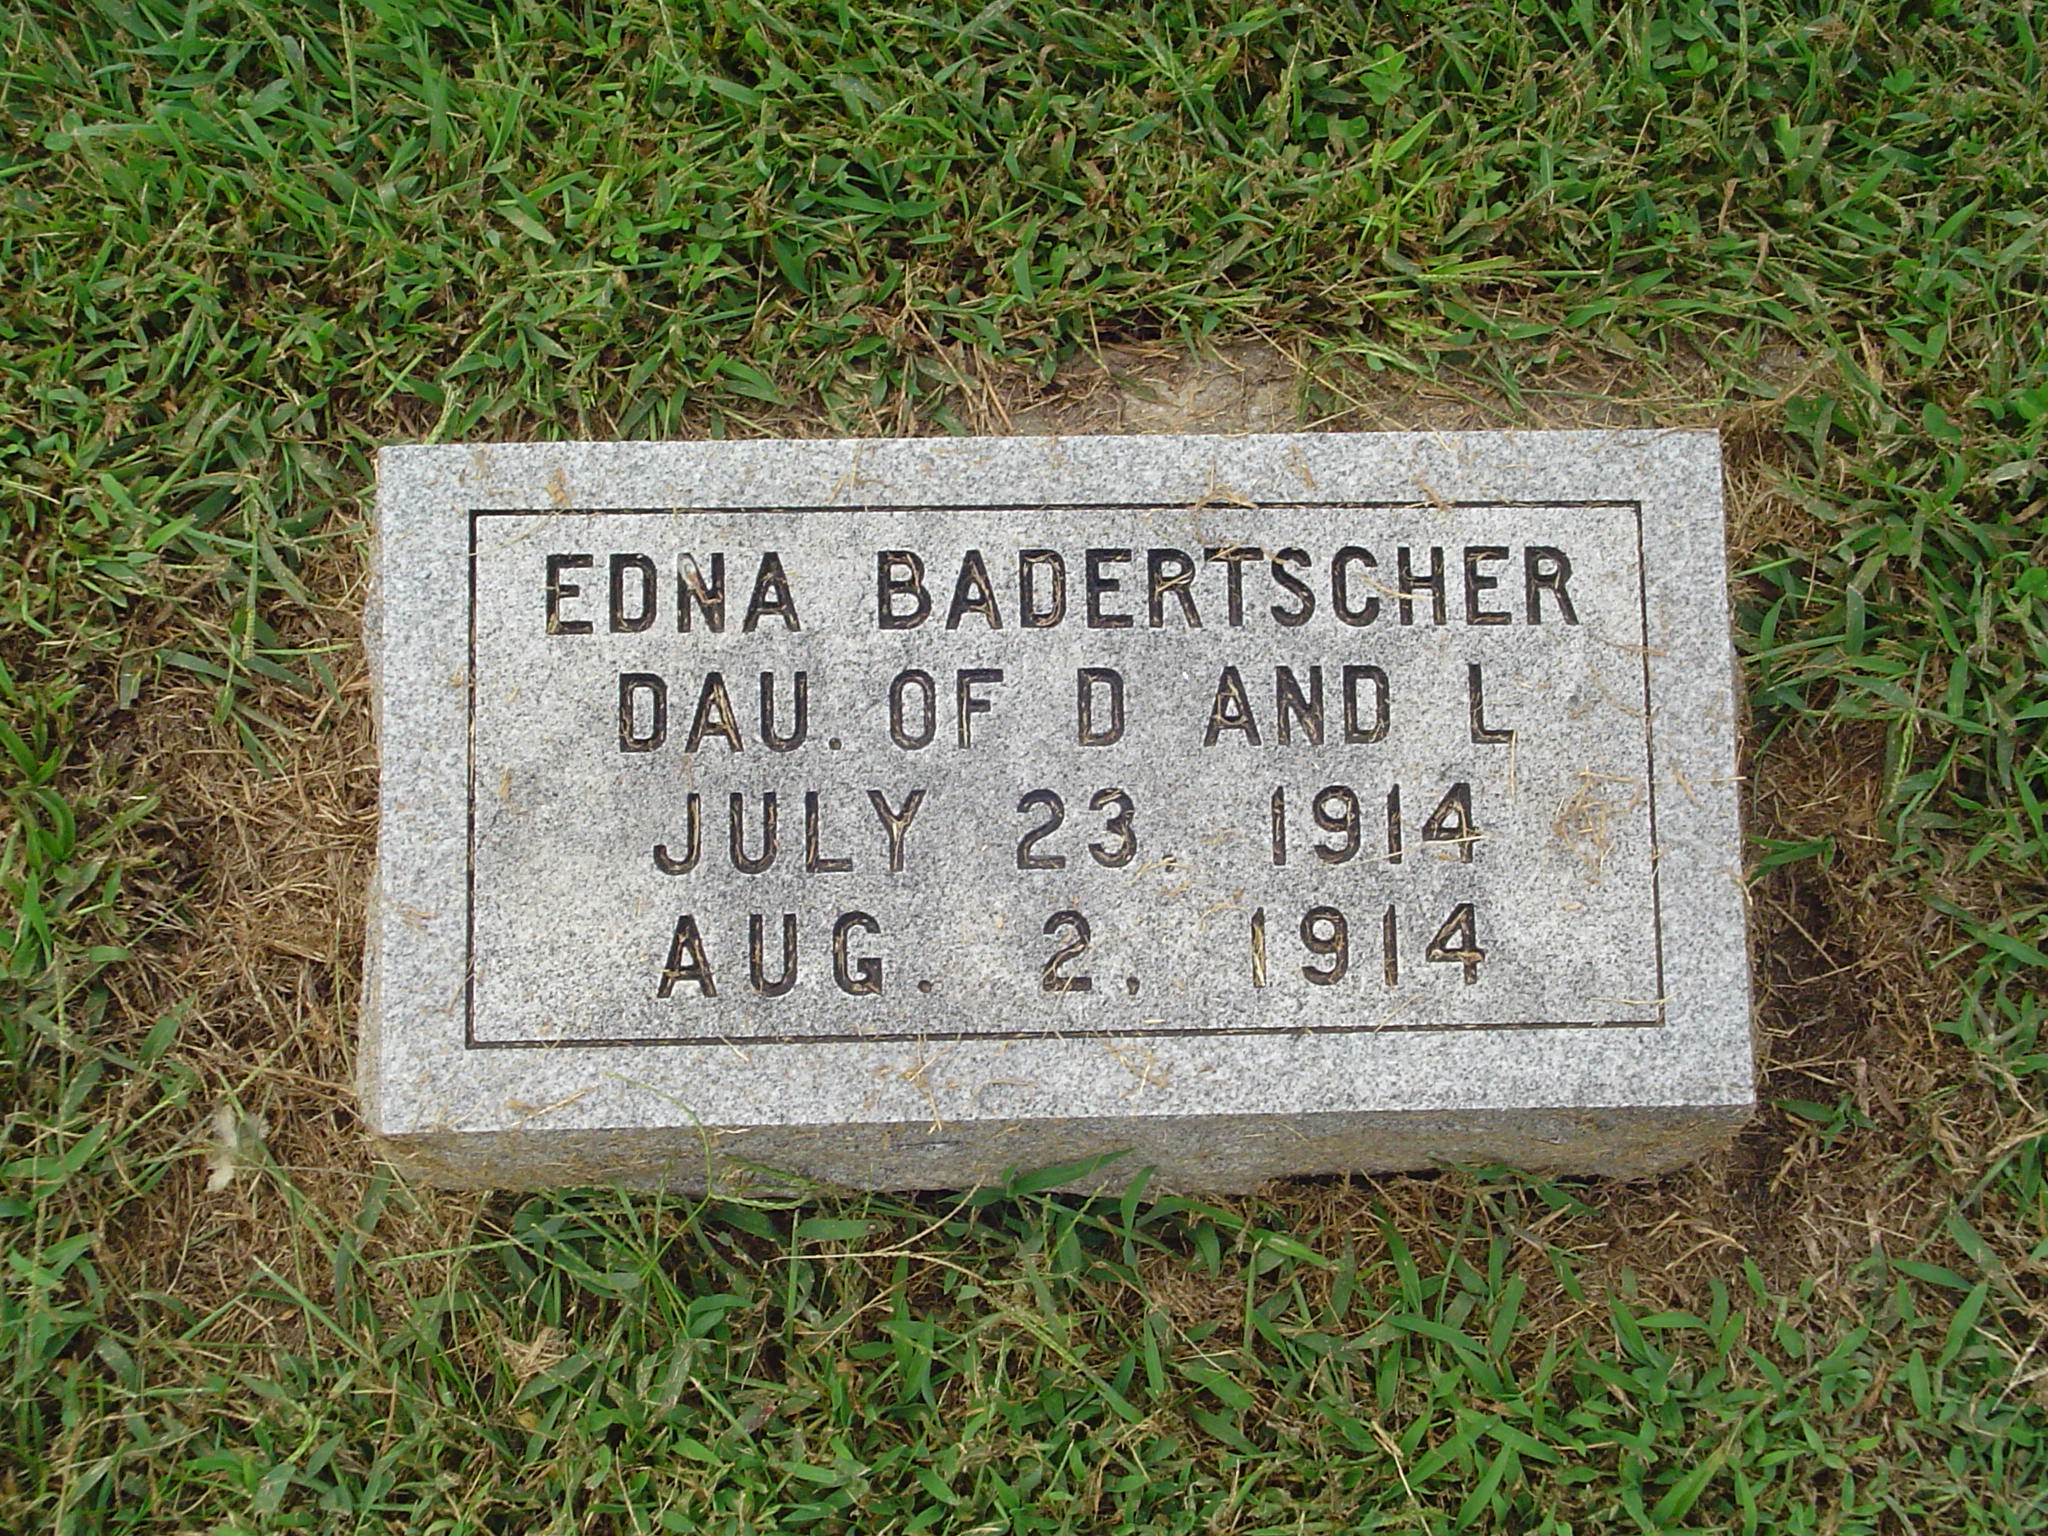 EDNA BADERTSCHER
DAU. OF D AND L
JULY 23, 1914
AUG. 2, 1914